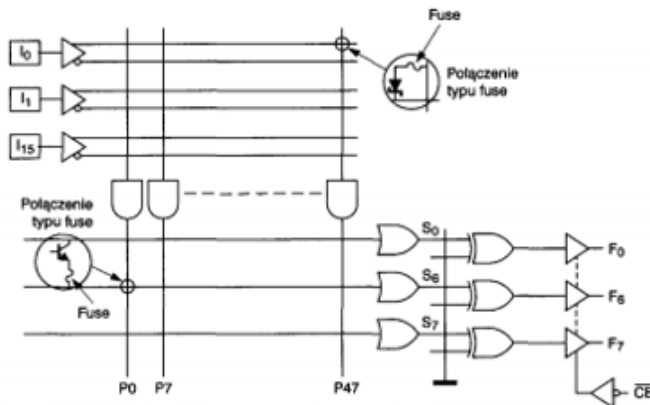 Fuse
I0
Połączenie
typu fuse
I1
I15
Połączenie
typu fuse
Fuse
S0
F0
S6
F6
S7
F7
P0 P7 P47
CE